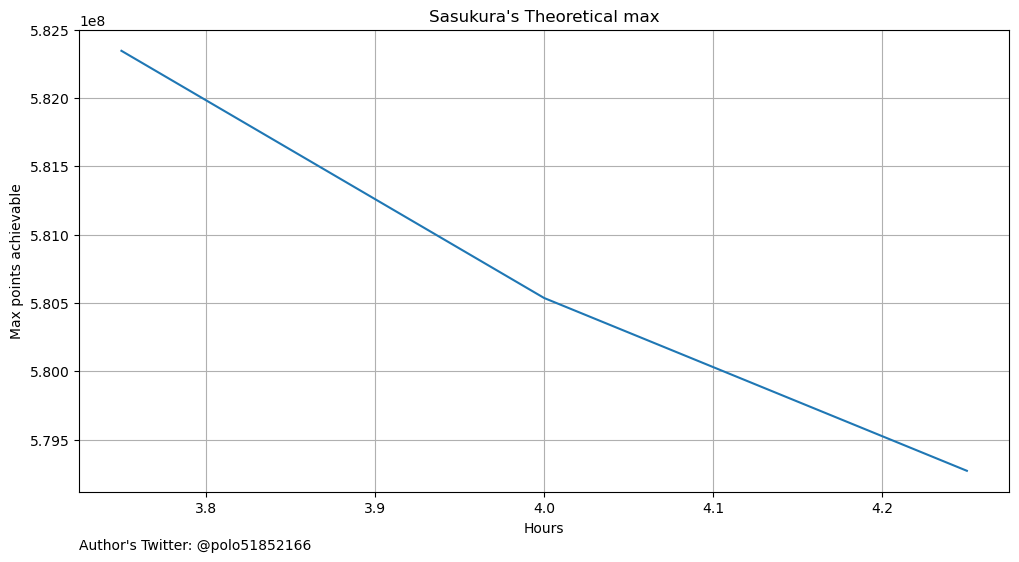 Sasukura's Theoretical max
1e8
5.825
5.820
5.815
5.810
5.805
5.800
5.795
Max points achievable
3.8 3.9 4.0 4.1 4.2
Hours
Author's Twitter: @polo51852166